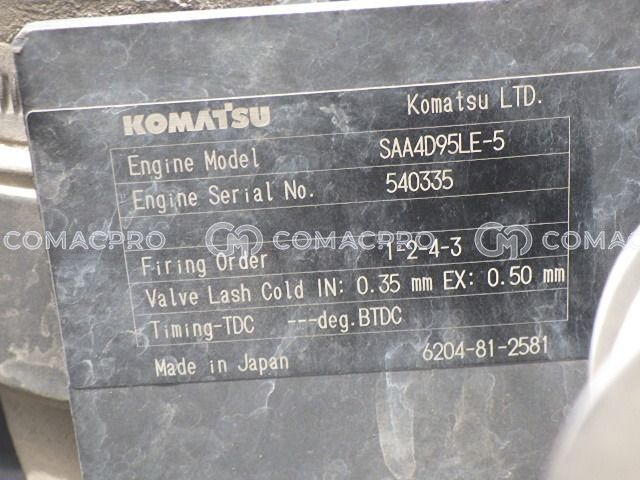 KOMATSU Komatsu LTD.
Engine Model SAA4D95LE-5
Engine Serial No. 540335
COMACPRO COMACPRO COMACPRO
Firing Order 1-2-4-3
Valve Lash Cold IN: 0.35 mm EX: 0.50 mm
Timing-TDC ---deg.BTDC
Made in Japan 6204-81-2581